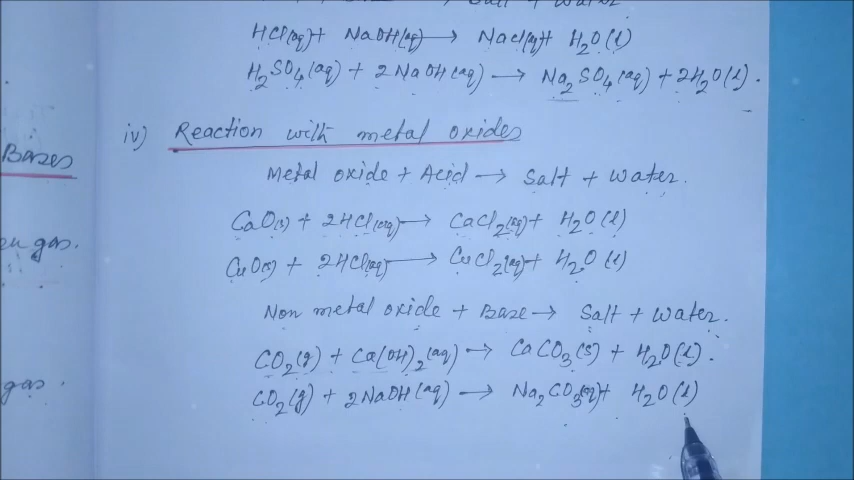 Salt + Water
HCl(aq) + NaOH(aq) → NaCl(aq) + H₂O(l)
H₂SO₄(aq) + 2NaOH(aq) → Na₂SO₄(aq) + 2H₂O(l).
iv) Reaction with metal oxides
Metal oxide + Acid → Salt + Water.
CaO(s) + 2HCl(aq) → CaCl₂(aq) + H₂O(l)
CuO(s) + 2HCl(aq) → CuCl₂(aq) + H₂O(l)
Non metal oxide + Base → Salt + Water.
CO₂(g) + Ca(OH)₂(aq) → CaCO₃(s) + H₂O(l).
CO₂(g) + 2NaOH(aq) → Na₂CO₃(aq) + H₂O(l)
Bases
gas.
gas.